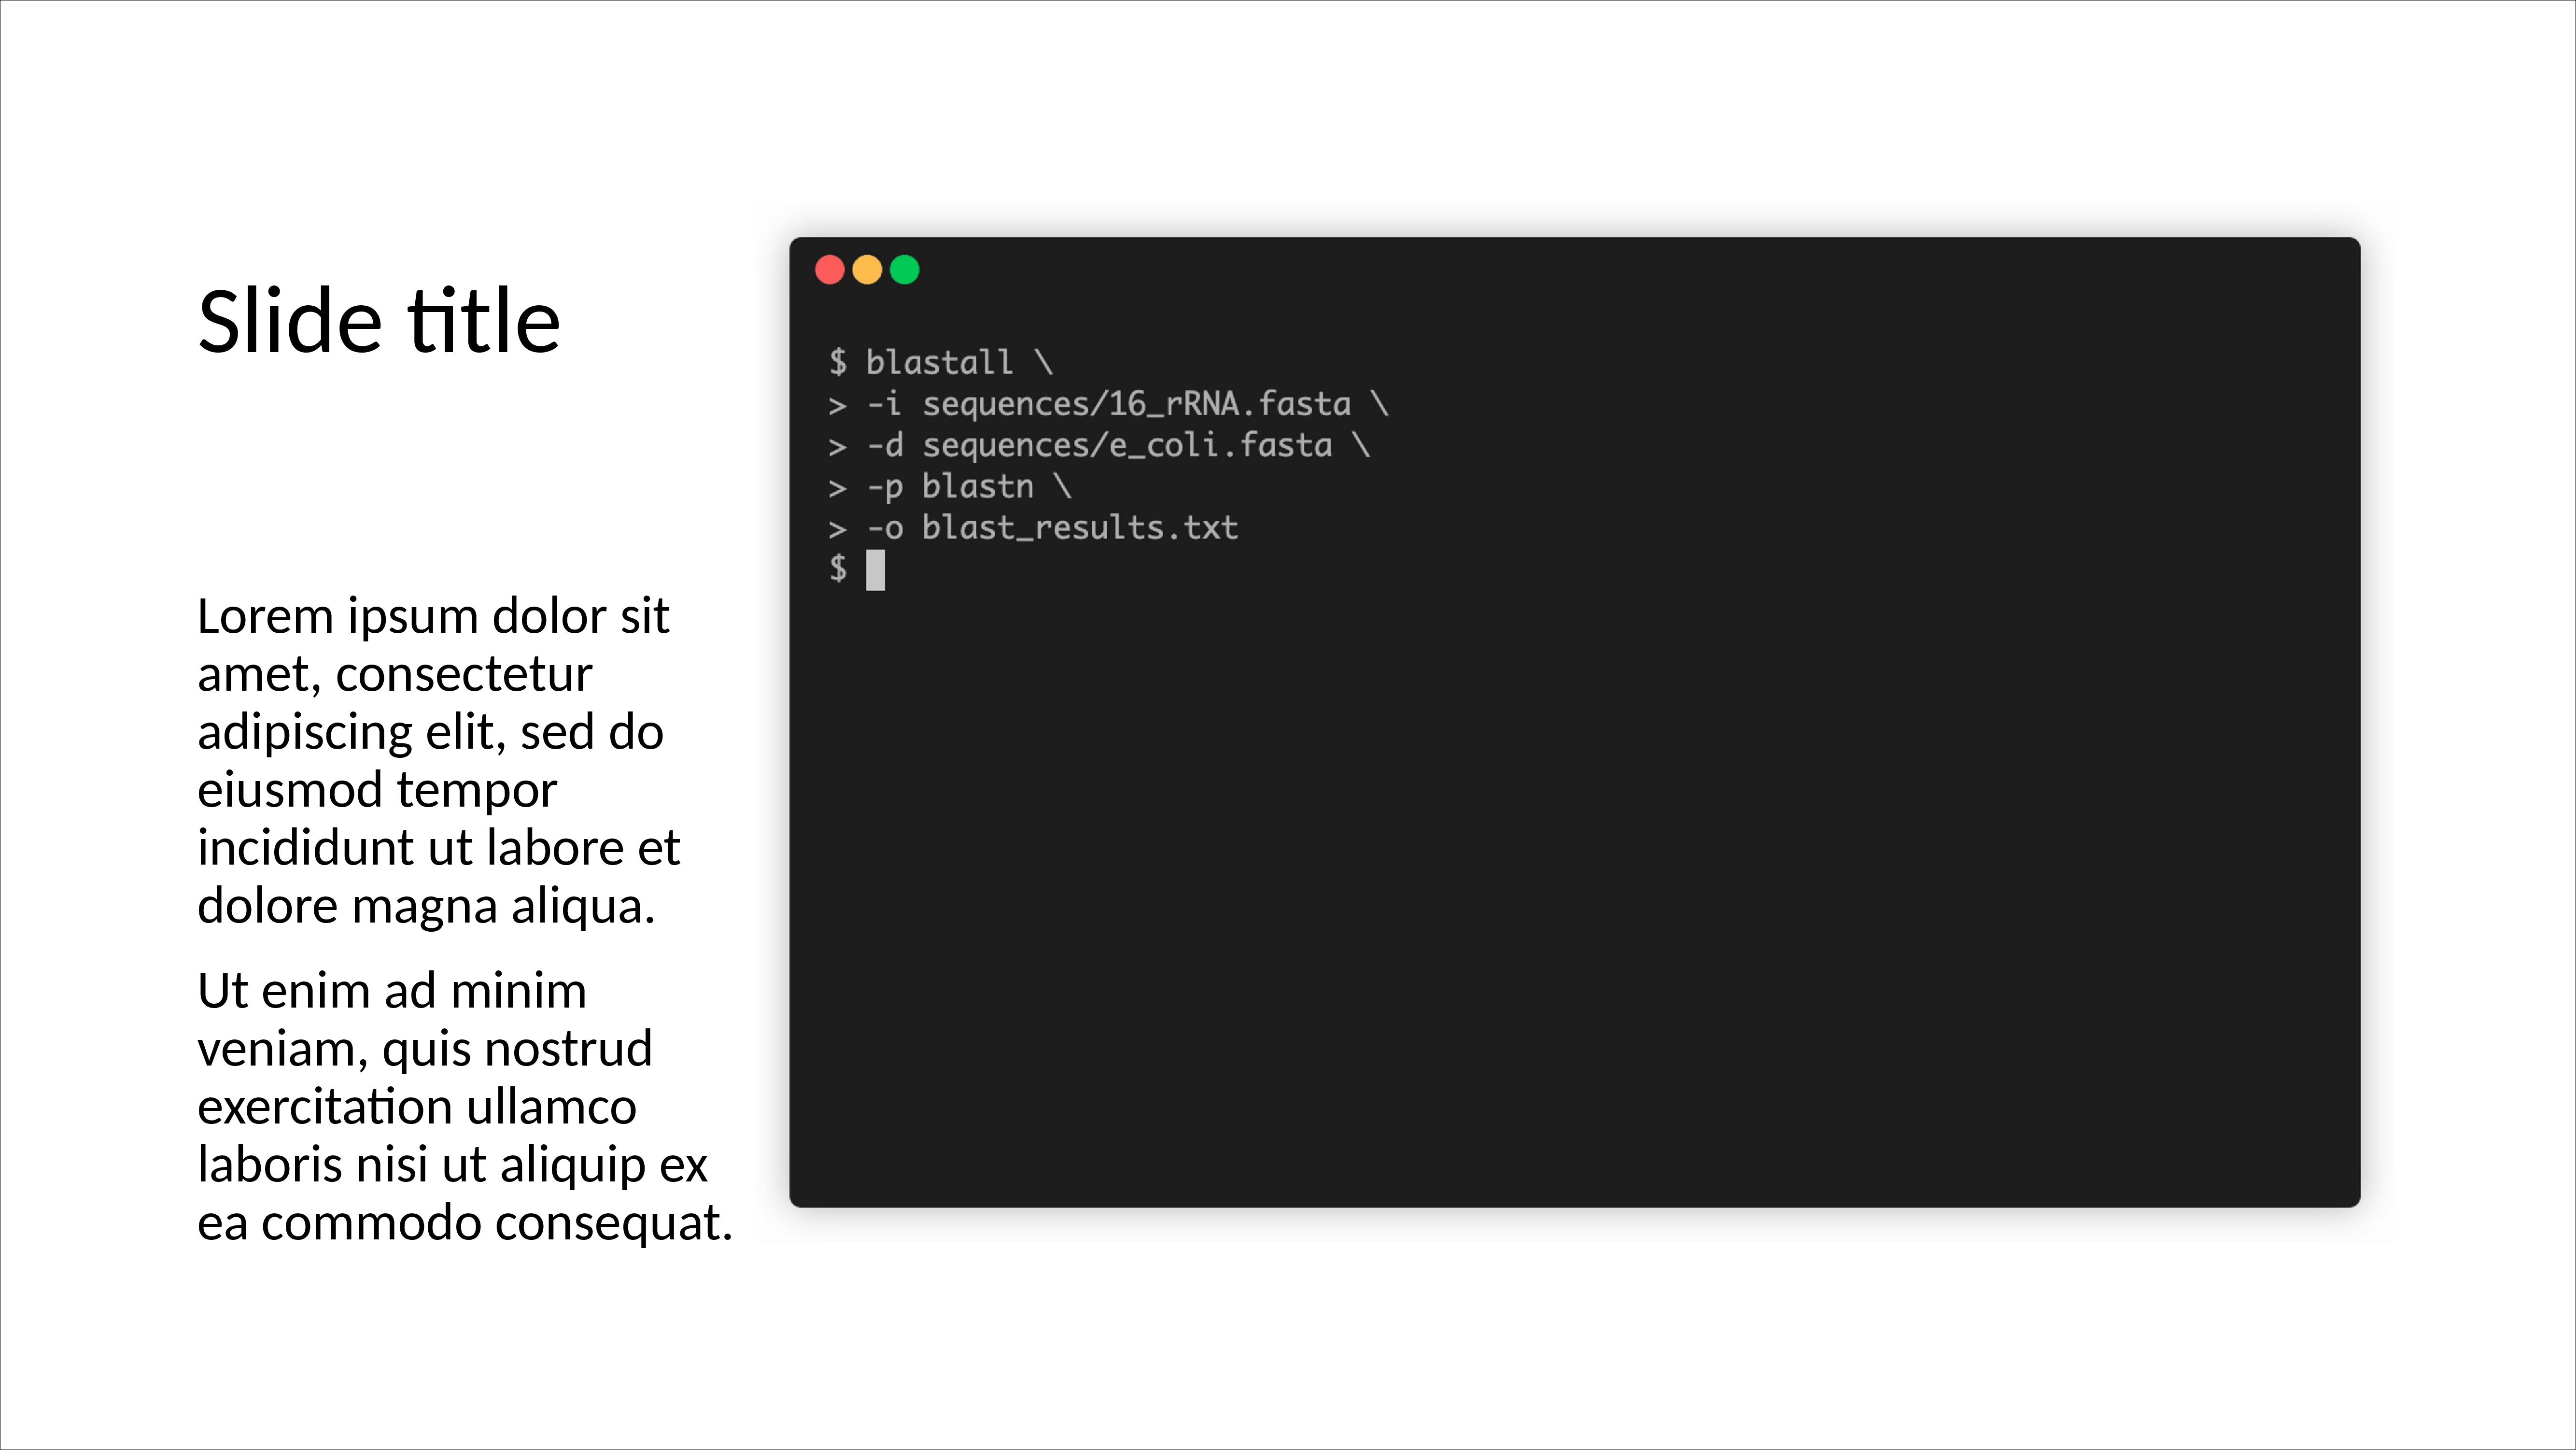 Slide title
Lorem ipsum dolor sit
amet, consectetur
adipiscing elit, sed do
eiusmod tempor
incididunt ut labore et
dolore magna aliqua.
Ut enim ad minim
veniam, quis nostrud
exercitation ullamco
laboris nisi ut aliquip ex
ea commodo consequat.
$ blastall \
> -i sequences/16_rRNA.fasta \
> -d sequences/e_coli.fasta \
> -p blastn \
> -o blast_results.txt
$